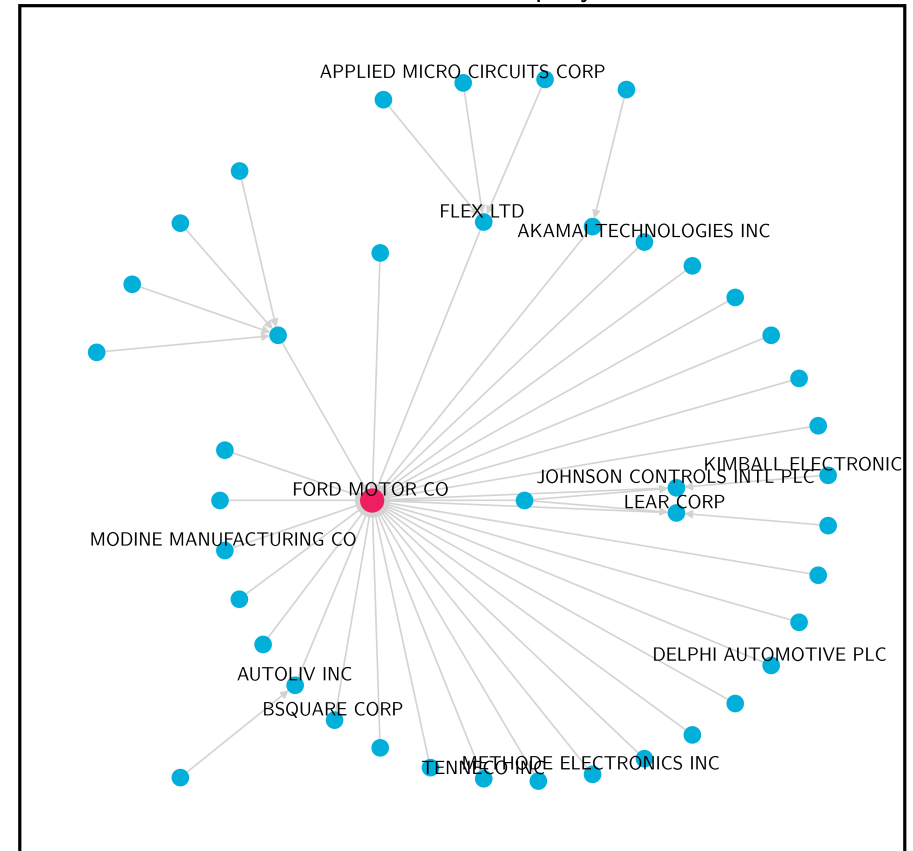 APPLIED MICRO CIRCUITS CORP
FLEX LTD
AKAMAI TECHNOLOGIES INC
KIMBALL ELECTRONIC
JOHNSON CONTROLS INTL PLC
FORD MOTOR CO
LEAR CORP
MODINE MANUFACTURING CO
DELPHI AUTOMOTIVE PLC
AUTOLIV INC
BSQUARE CORP
METHODE ELECTRONICS INC
TENNECO INC